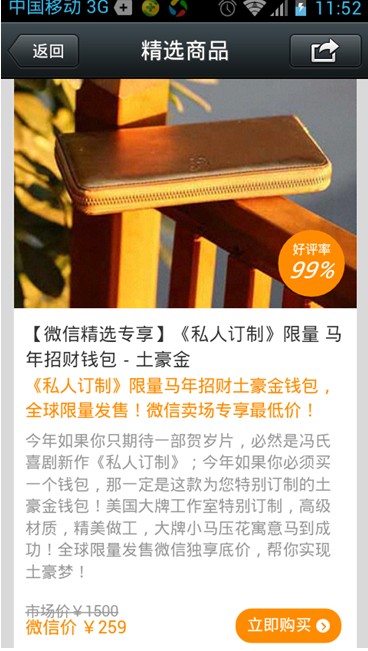 中国移动 3G 11:52
返回 精选商品
好评率
99%
【微信精选专享】《私人订制》限量 马
年招财钱包 - 土豪金
《私人订制》限量马年招财土豪金钱包，
全球限量发售！微信卖场专享最低价！
今年如果你只期待一部贺岁片，必然是冯氏
喜剧新作《私人订制》；今年如果你必须买
一个钱包，那一定是这款为您特别订制的土
豪金钱包！美国大牌工作室特别订制，高级
材质，精美做工，大牌小马压花寓意马到成
功！全球限量发售微信独享底价，帮你实现
土豪梦！
市场价￥1500
微信价 ￥259
立即购买